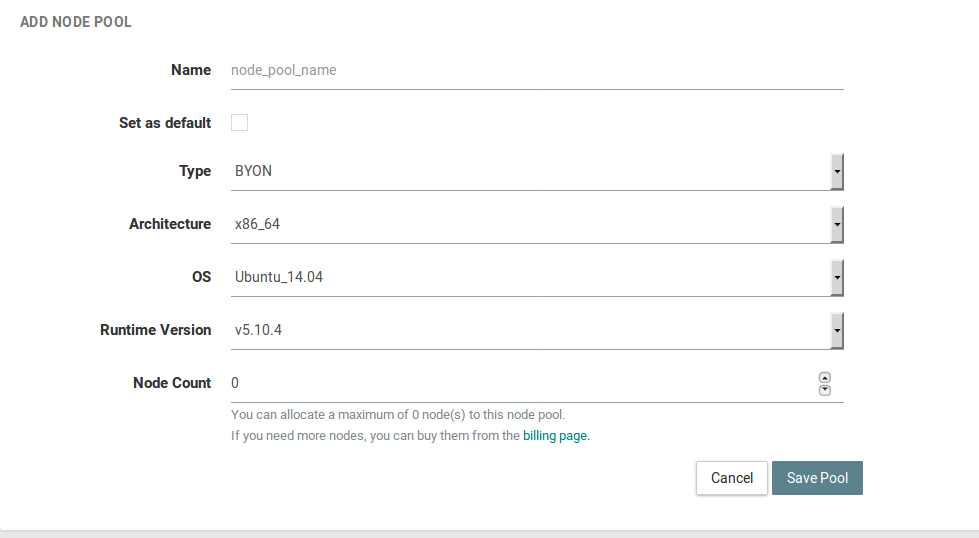 ADD NODE POOL
Name node_pool_name
Set as default
Type BYON
Architecture x86_64
OS Ubuntu_14.04
Runtime Version v5.10.4
Node Count 0
You can allocate a maximum of 0 node(s) to this node pool.
If you need more nodes, you can buy them from the billing page.
Cancel Save Pool